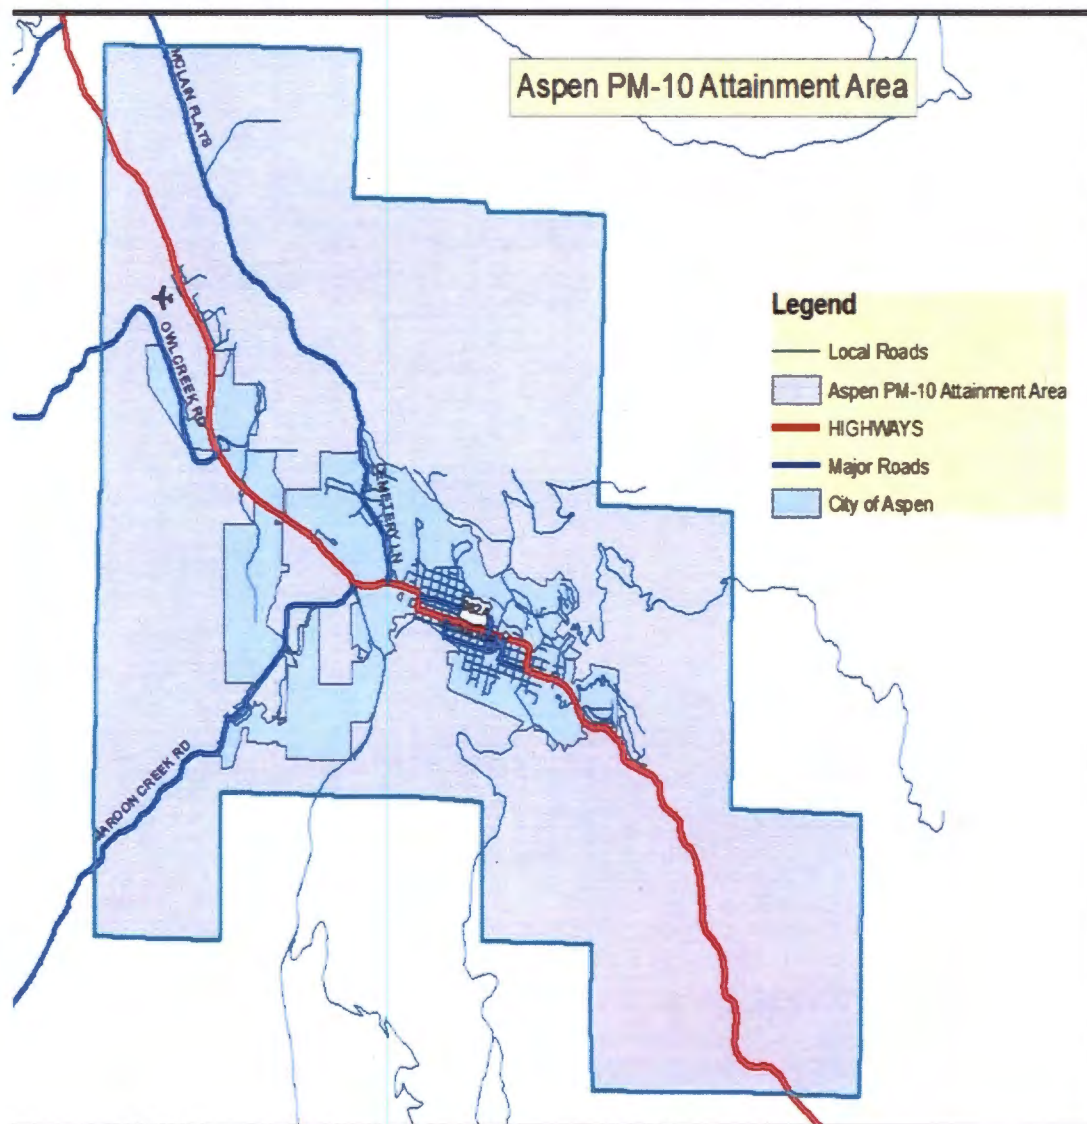 Aspen PM-10 Attainment Area
MCLAIN FLATS
OWL CREEK RD
CEMETERY LN
MAROON CREEK RD
Legend
Local Roads
Aspen PM-10 Attainment Area
HIGHWAYS
Major Roads
City of Aspen